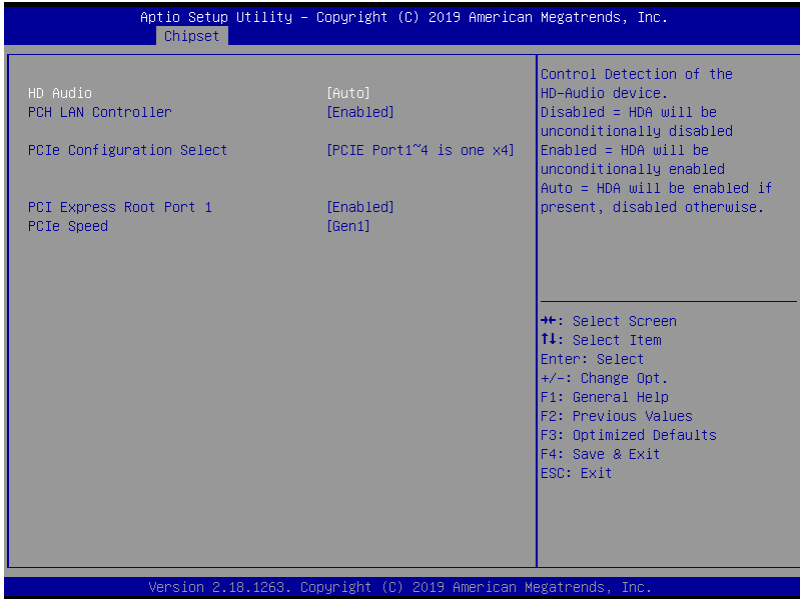 Aptio Setup Utility – Copyright (C) 2019 American Megatrends, Inc.
Chipset
HD Audio [Auto]
PCH LAN Controller [Enabled]
PCIe Configuration Select [PCIE Port1~4 is one x4]
PCI Express Root Port 1 [Enabled]
PCIe Speed [Gen1]
Control Detection of the
HD-Audio device.
Disabled = HDA will be
unconditionally disabled
Enabled = HDA will be
unconditionally enabled
Auto = HDA will be enabled if
present, disabled otherwise.
→←: Select Screen
↑↓: Select Item
Enter: Select
+/-: Change Opt.
F1: General Help
F2: Previous Values
F3: Optimized Defaults
F4: Save & Exit
ESC: Exit
Version 2.18.1263. Copyright (C) 2019 American Megatrends, Inc.